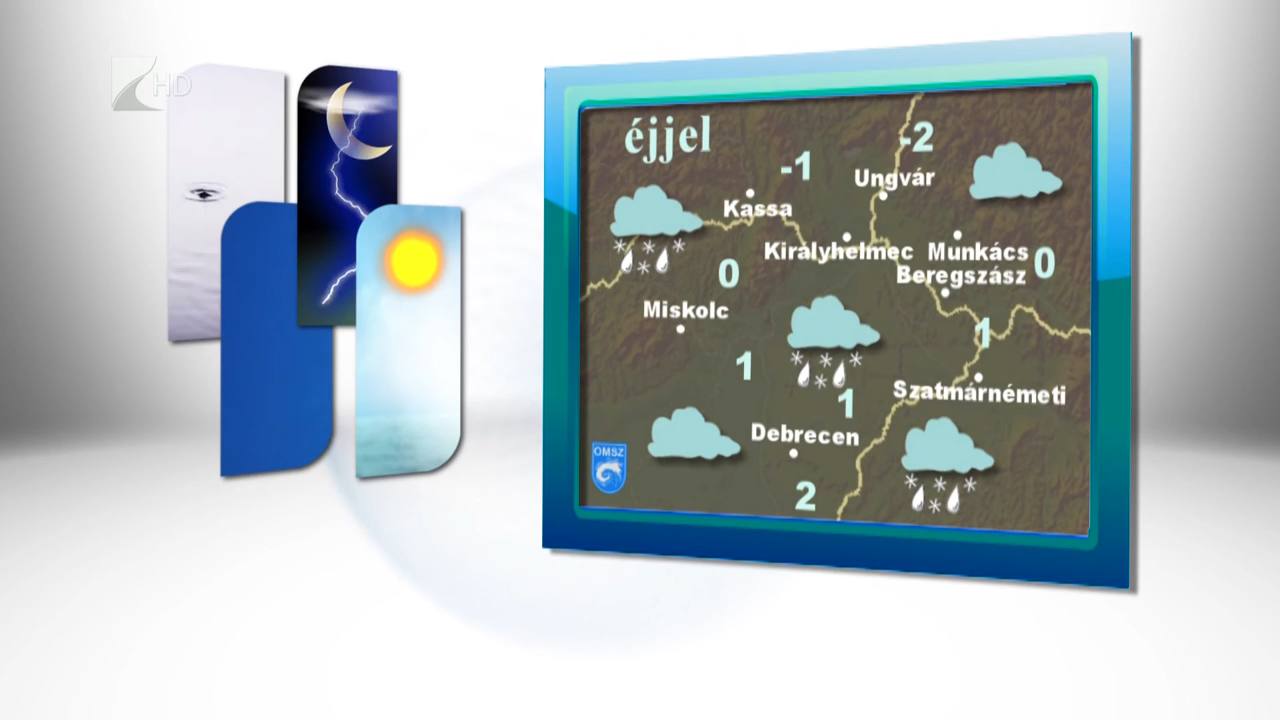 HD
éjjel
-2
-1
Ungvár
Kassa
Királyhelmec
Munkács
0
Beregszász
0
Miskolc
1
1
Szatmárnémeti
1
Debrecen
OMSZ
2